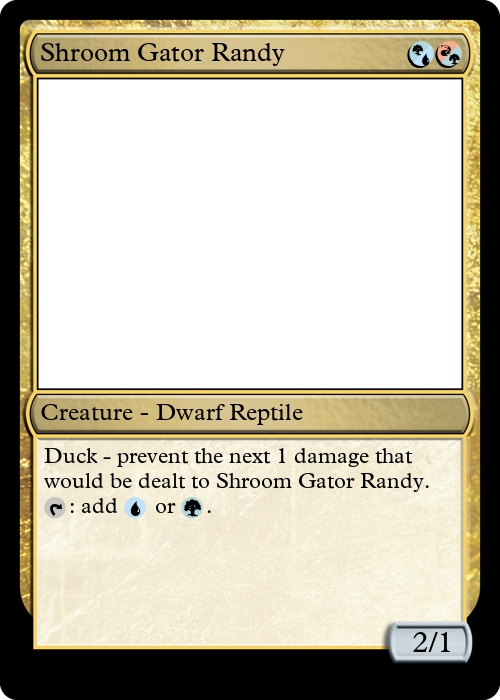 Shroom Gator Randy
Creature - Dwarf Reptile
Duck - prevent the next 1 damage that
would be dealt to Shroom Gator Randy.
: add or .
2/1